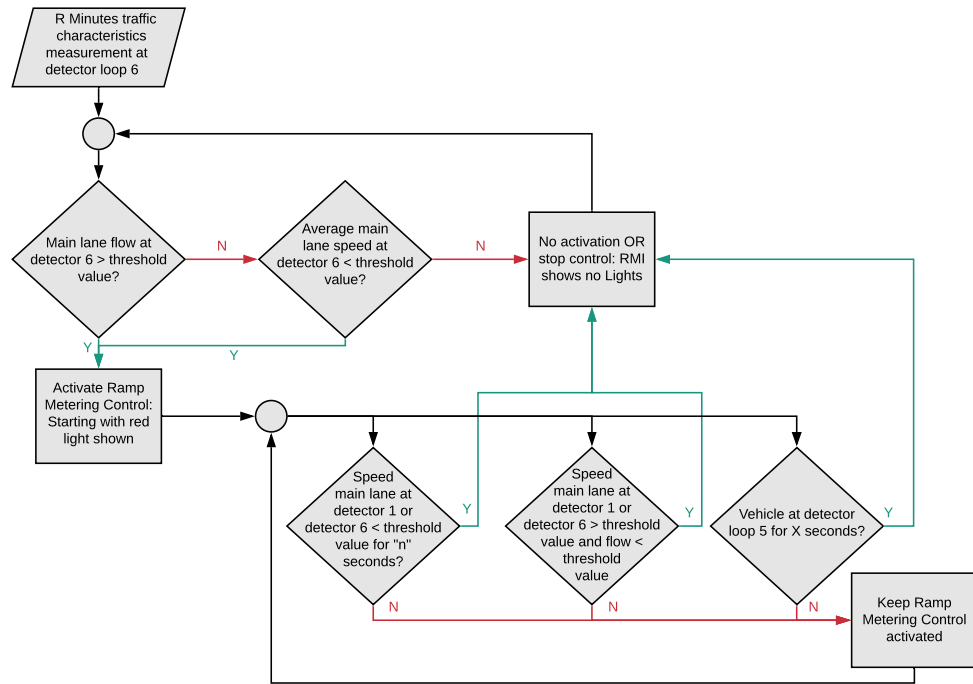 R Minutes traffic
characteristics
measurement at
detector loop 6
Main lane flow at
detector 6 > threshold
value?
N
Average main
lane speed at
detector 6 < threshold
value?
N
No activation OR
stop control: RMI
shows no Lights
Y
Y
Activate Ramp
Metering Control:
Starting with red
light shown
Speed
main lane at
detector 1 or
detector 6 < threshold
value for "n"
seconds?
Y
Speed
main lane at
detector 1 or
detector 6 > threshold
value and flow <
threshold
value
Y
Vehicle at detector
loop 5 for X seconds?
Y
N
N
N
Keep Ramp
Metering Control
activated